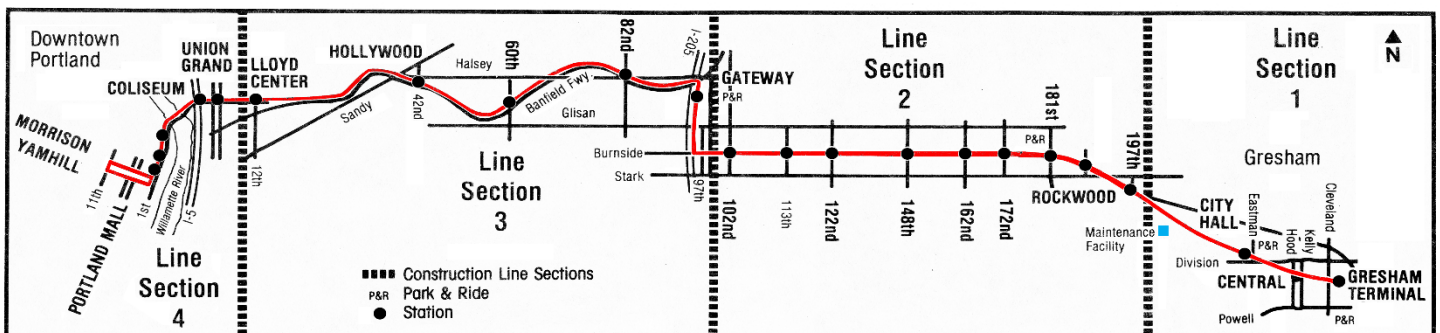 Downtown
Portland
UNION
GRAND
COLISEUM
MORRISON
YAMHILL
11th
PORTLAND MALL
1st
Willamette River
I-5
Line
Section
4
LLOYD
CENTER
12th
HOLLYWOOD
Sandy
42nd
Halsey
60th
Banfield Fwy.
Glisan
82nd
I-205
Burnside
Stark
97th
Line
Section
3
Construction Line Sections
P&R Park & Ride
Station
GATEWAY
P&R
Line
Section
2
102nd
113th
122nd
148th
162nd
172nd
181st
P&R
ROCKWOOD
197th
Line
Section
1
N
Gresham
Maintenance
Facility
CITY
HALL
Eastman
P&R
Division
Hood
Kelly
Cleveland
CENTRAL
GRESHAM
TERMINAL
Powell
P&R